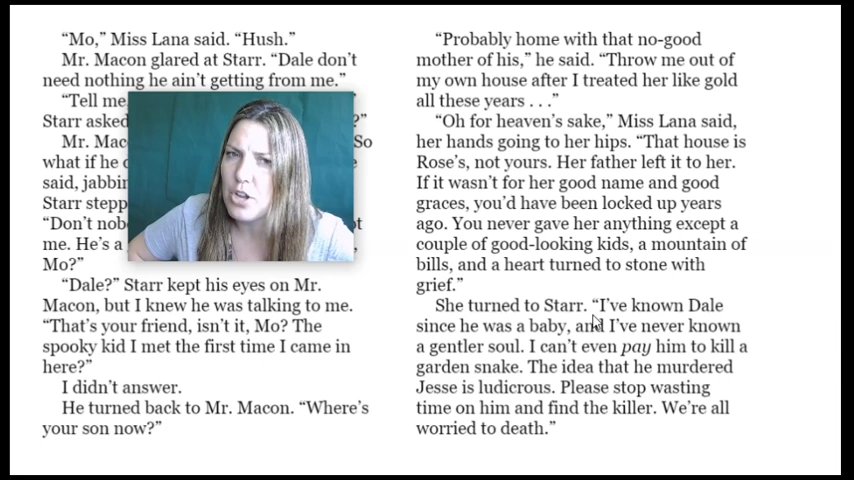 “Mo,” Miss Lana said. “Hush.”
Mr. Macon glared at Starr. “Dale don’t
need nothing he ain’t getting from me.”
“Tell me,
Starr asked ?”
Mr. So
what if he
said, jabbin
Starr
“Don’t
me. He’s a
Mo?”
“Dale?” Starr kept his eyes on Mr.
Macon, but I knew he was talking to me.
“That’s your friend, isn’t it, Mo? The
spooky kid I met the first time I came in
here?”
I didn’t answer.
He turned back to Mr. Macon. “Where’s
your son now?”
“Probably home with that no-good
mother of his,” he said. “Throw me out of
my own house after I treated her like gold
all these years . . .”
“Oh for heaven’s sake,” Miss Lana said,
her hands going to her hips. “That house is
Rose’s, not yours. Her father left it to her.
If it wasn’t for her good name and good
graces, you’d have been locked up years
ago. You never gave her anything except a
couple of good-looking kids, a mountain of
bills, and a heart turned to stone with
grief.”
She turned to Starr. “I’ve known Dale
since he was a baby, and I’ve never known
a gentler soul. I can’t even pay him to kill a
garden snake. The idea that he murdered
Jesse is ludicrous. Please stop wasting
time on him and find the killer. We’re all
worried to death.”